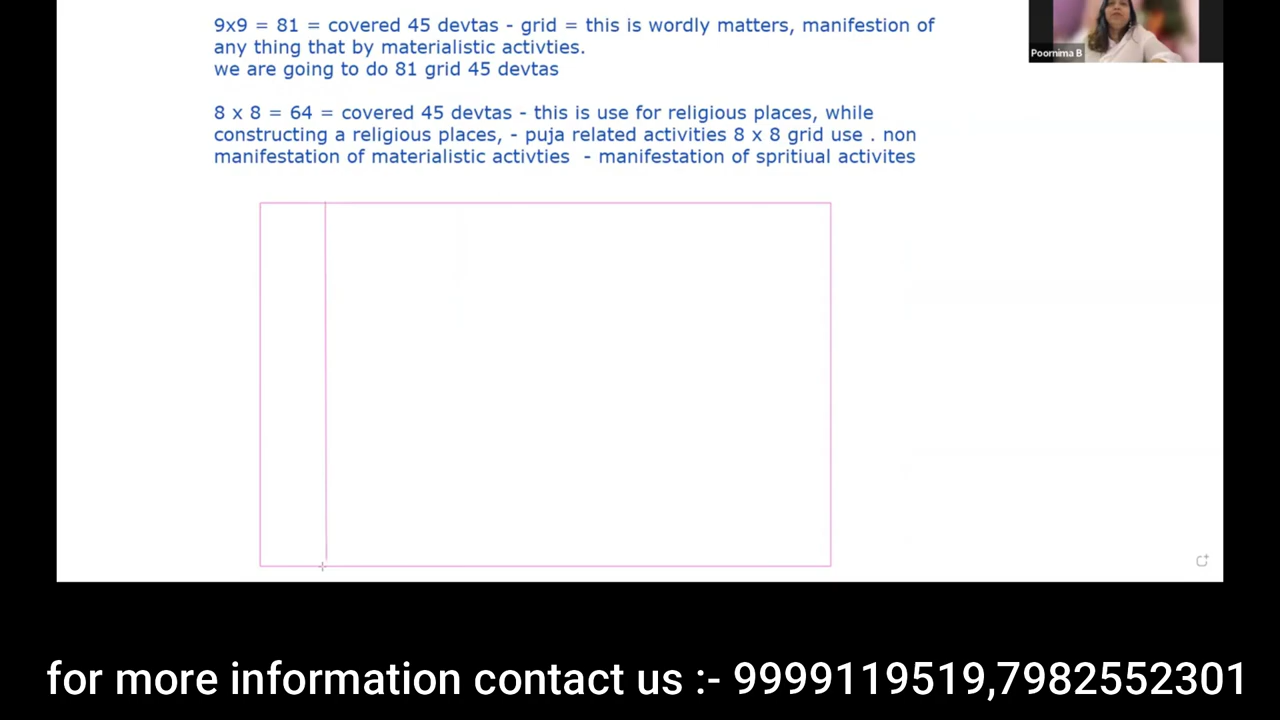 9x9 = 81 = covered 45 devtas - grid = this is wordly matters, manifestion of
any thing that by materialistic activties.
we are going to do 81 grid 45 devtas
8 x 8 = 64 = covered 45 devtas - this is use for religious places, while
constructing a religious places, - puja related activities 8 x 8 grid use . non
manifestation of materialistic activties - manifestation of spritiual activites
Poornima B
for more information contact us :- 9999119519,7982552301